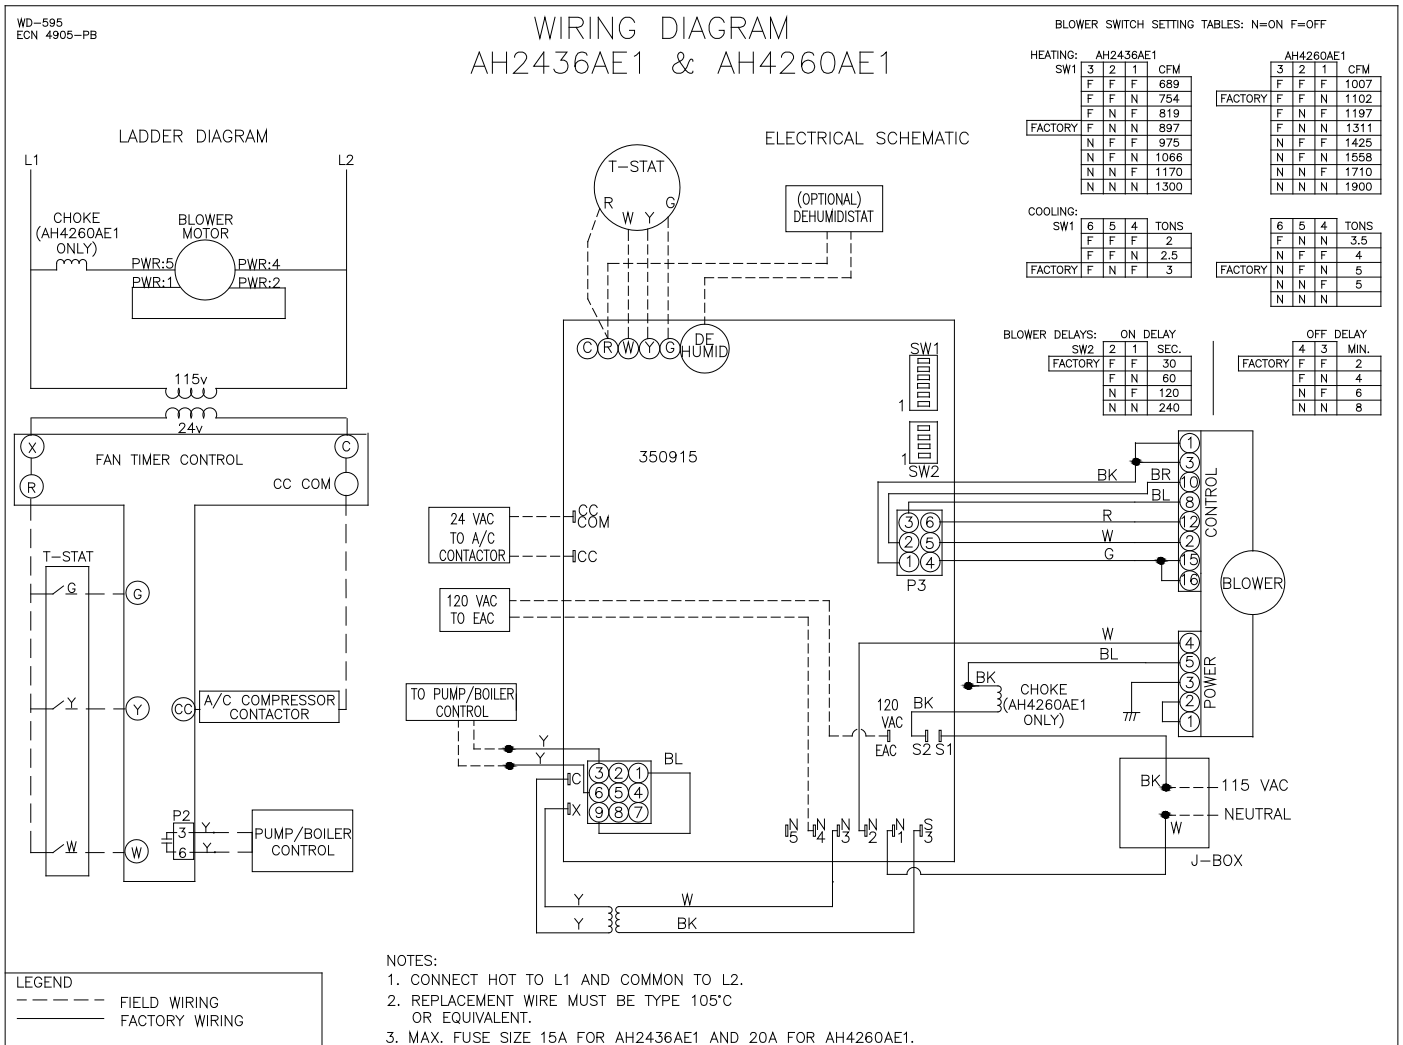 WD-595
ECN 4905-PB
WIRING DIAGRAM
AH2436AE1 & AH4260AE1
BLOWER SWITCH SETTING TABLES: N=ON F=OFF
HEATING: AH2436AE1
SW1 3 2 1 CFM
F F F 689
F F N 754
F N F 819
FACTORY F N N 897
N F F 975
N F N 1066
N N F 1170
N N N 1300
AH4260AE1
3 2 1 CFM
F F F 1007
FACTORY F F N 1102
F N F 1197
F N N 1311
N F F 1425
N F N 1558
N N F 1710
N N N 1900
COOLING:
SW1 6 5 4 TONS
F F F 2
F F N 2.5
FACTORY F N F 3
6 5 4 TONS
F N N 3.5
N F F 4
FACTORY N F N 5
N N F 5
N N N
BLOWER DELAYS: ON DELAY
SW2 2 1 SEC.
FACTORY F F 30
F N 60
N F 120
N N 240
OFF DELAY
4 3 MIN.
FACTORY F F 2
F N 4
N F 6
N N 8
LADDER DIAGRAM
L1 L2
CHOKE
(AH4260AE1
ONLY)
BLOWER
MOTOR
PWR:5 PWR:4
PWR:1 PWR:2
115v
24v
X C
FAN TIMER CONTROL
R CC COM
T-STAT
G G
Y Y
CC A/C COMPRESSOR
CONTACTOR
W W
P2
3 Y.
6 Y.
PUMP/BOILER
CONTROL
ELECTRICAL SCHEMATIC
T-STAT
R W Y G
(OPTIONAL)
DEHUMIDISTAT
C R W Y G
DE
HUMID
SW1
1
1
SW2
350915
24 VAC
TO A/C
CONTACTOR
CC
COM
CC
120 VAC
TO EAC
TO PUMP/BOILER
CONTROL
Y
Y
C
X
3 2 1
6 5 4
9 8 7
BL
3 6
2 5
1 4
P3
BK
BR
BL
R
W
G
1
3
10
8
12
2
15
16
CONTROL
BLOWER
W
BL
4
5
3
2
1
POWER
BK
BK
CHOKE
(AH4260AE1
ONLY)
120
VAC
EAC
S2 S1
N5 N4 N3 N2 N1 S3
BK 115 VAC
W NEUTRAL
J-BOX
Y W
Y BK
LEGEND
FIELD WIRING
FACTORY WIRING
NOTES:
1. CONNECT HOT TO L1 AND COMMON TO L2.
2. REPLACEMENT WIRE MUST BE TYPE 105°C
OR EQUIVALENT.
3. MAX. FUSE SIZE 15A FOR AH2436AE1 AND 20A FOR AH4260AE1.